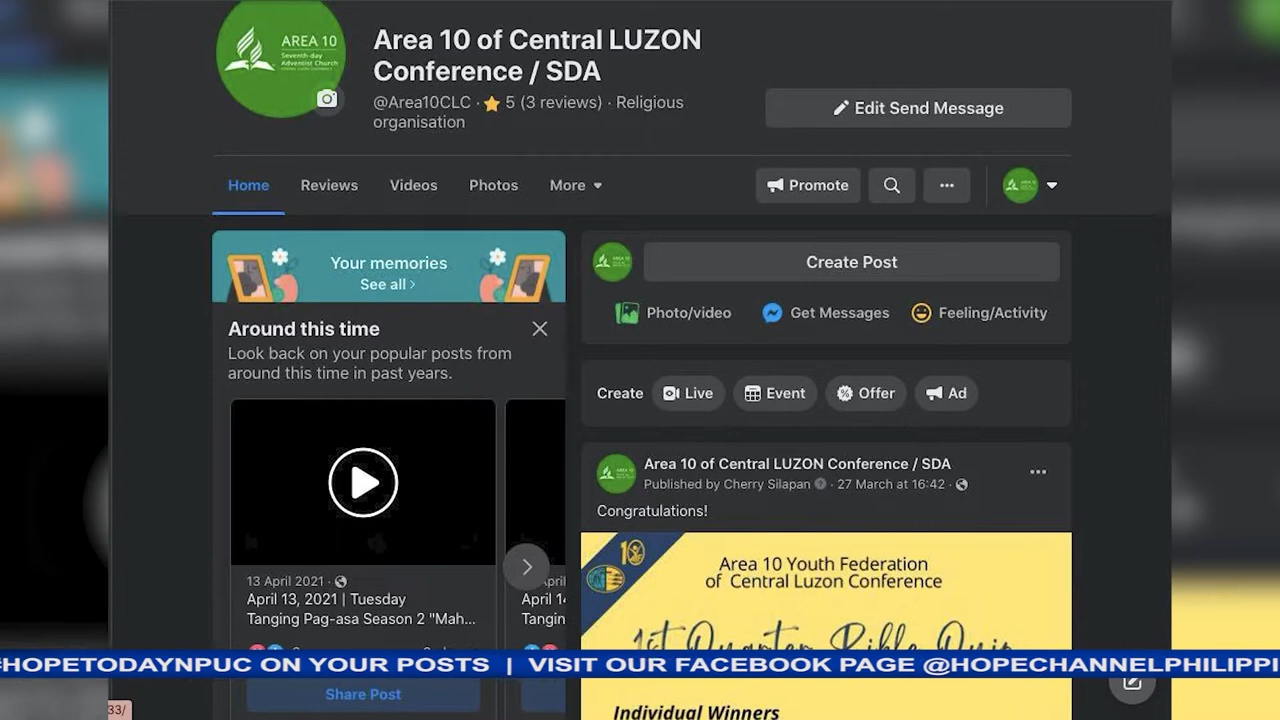 AREA 10
Seventh-day
Adventist Church
Area 10 of Central LUZON
Conference / SDA
@Area10CLC · 5 (3 reviews) · Religious
organisation
Edit Send Message
Home
Reviews
Videos
Photos
More
Promote
Your memories
See all
Create Post
Photo/video
Get Messages
Feeling/Activity
Around this time
Look back on your popular posts from
around this time in past years.
Create
Live
Event
Offer
Ad
Area 10 of Central LUZON Conference / SDA
Published by Cherry Silapan · 27 March at 16:42 ·
Congratulations!
Area 10 Youth Federation
of Central Luzon Conference
1st Quarter Bible Quiz
Individual Winners
13 April 2021 ·
April 13, 2021 | Tuesday
Tanging Pag-asa Season 2 "Mah...
April 14
Tangin
Share Post
#HOPETODAYNPUC ON YOUR POSTS | VISIT OUR FACEBOOK PAGE @HOPECHANNELPHILIPPI
33/